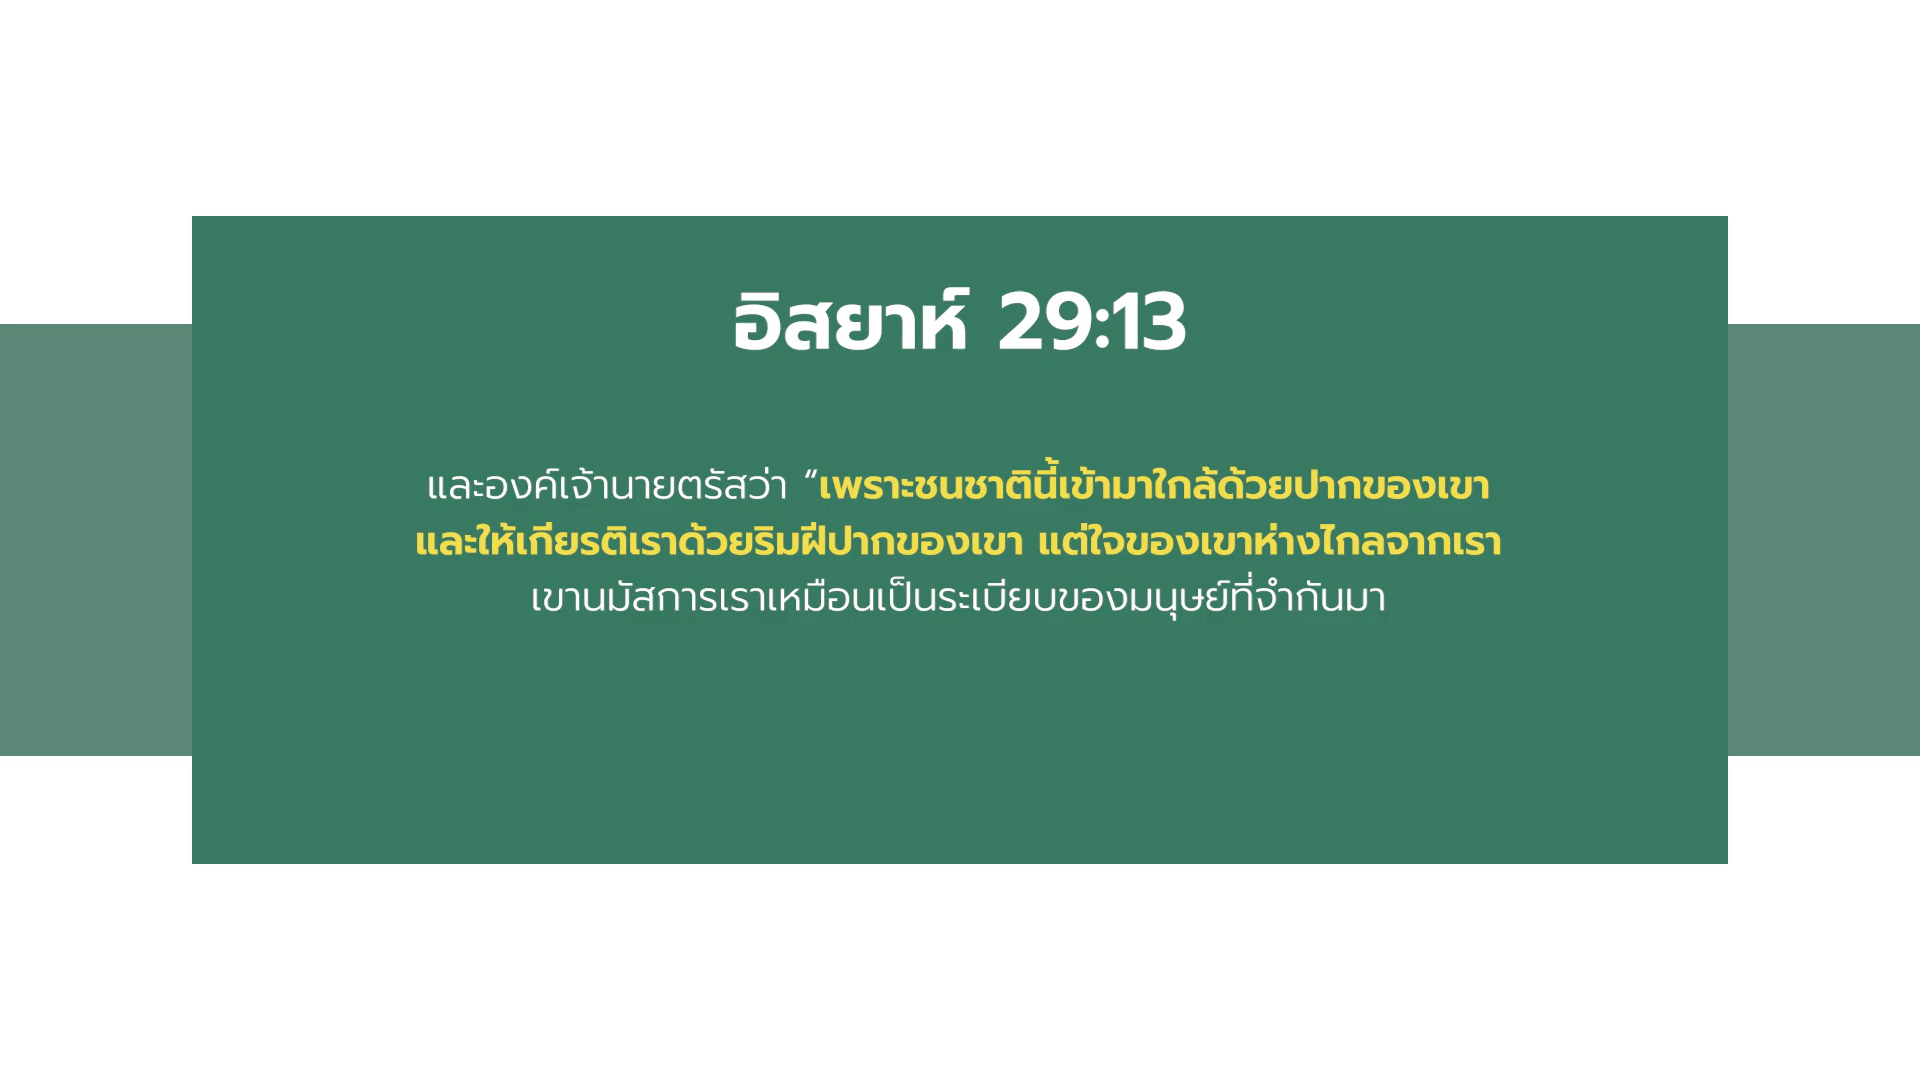 อิสยาห์ 29:13
และองค์เจ้านายตรัสว่า “เพราะชนชาตินี้เข้ามาใกล้ด้วยปากของเขา
และให้เกียรติเราด้วยริมฝีปากของเขา แต่ใจของเขาห่างไกลจากเรา
เขานมัสการเราเหมือนเป็นระเบียบของมนุษย์ที่จำกันมา